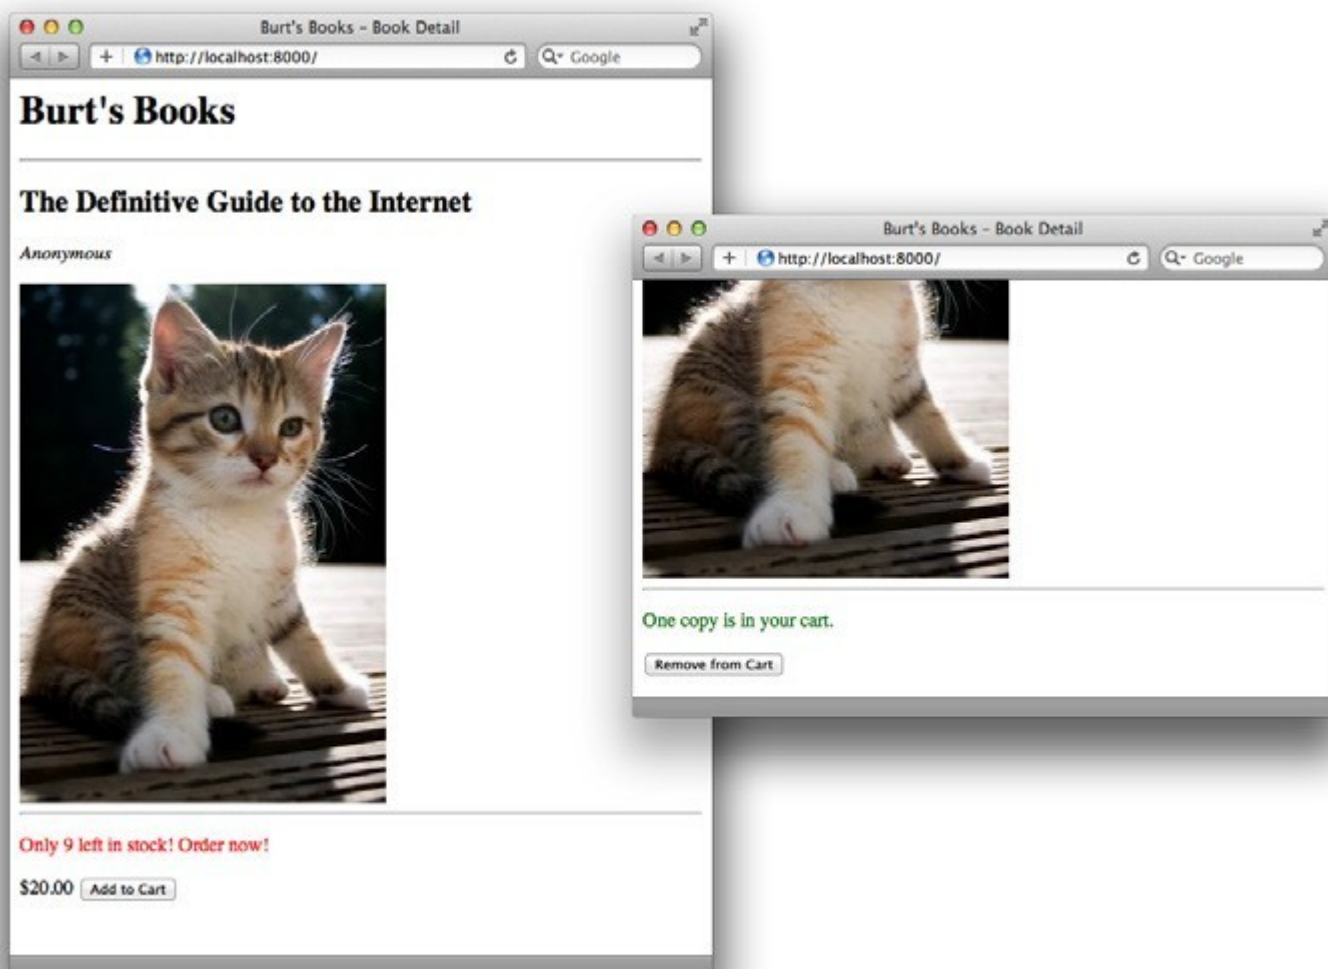 Burt's Books – Book Detail
http://localhost:8000/
Google
Burt's Books
The Definitive Guide to the Internet
Anonymous
Only 9 left in stock! Order now!
$20.00 Add to Cart
Burt's Books – Book Detail
http://localhost:8000/
Google
One copy is in your cart.
Remove from Cart